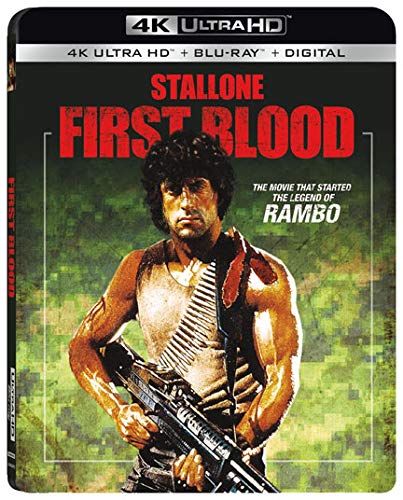 4K ULTRA HD
4K ULTRA HD™ + BLU-RAY™ + DIGITAL
STALLONE
FIRST BLOOD
THE MOVIE THAT STARTED
THE LEGEND OF
RAMBO
FIRST BLOOD